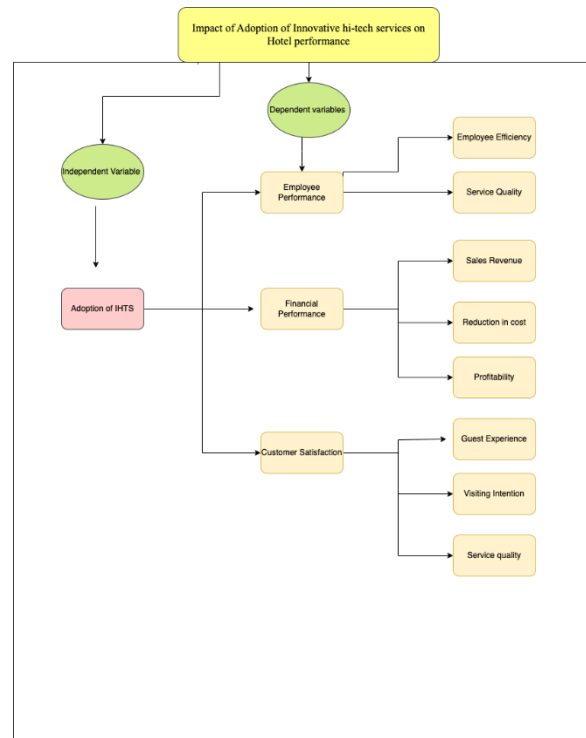 Impact of Adoption of Innovative hi-tech services on
Hotel performance
Dependent variables
Independent Variable
Employee
Performance
Employee Efficiency
Service Quality
Adoption of IHTS
Financial
Performance
Sales Revenue
Reduction in cost
Profitability
Customer Satisfaction
Guest Experience
Visiting Intention
Service quality